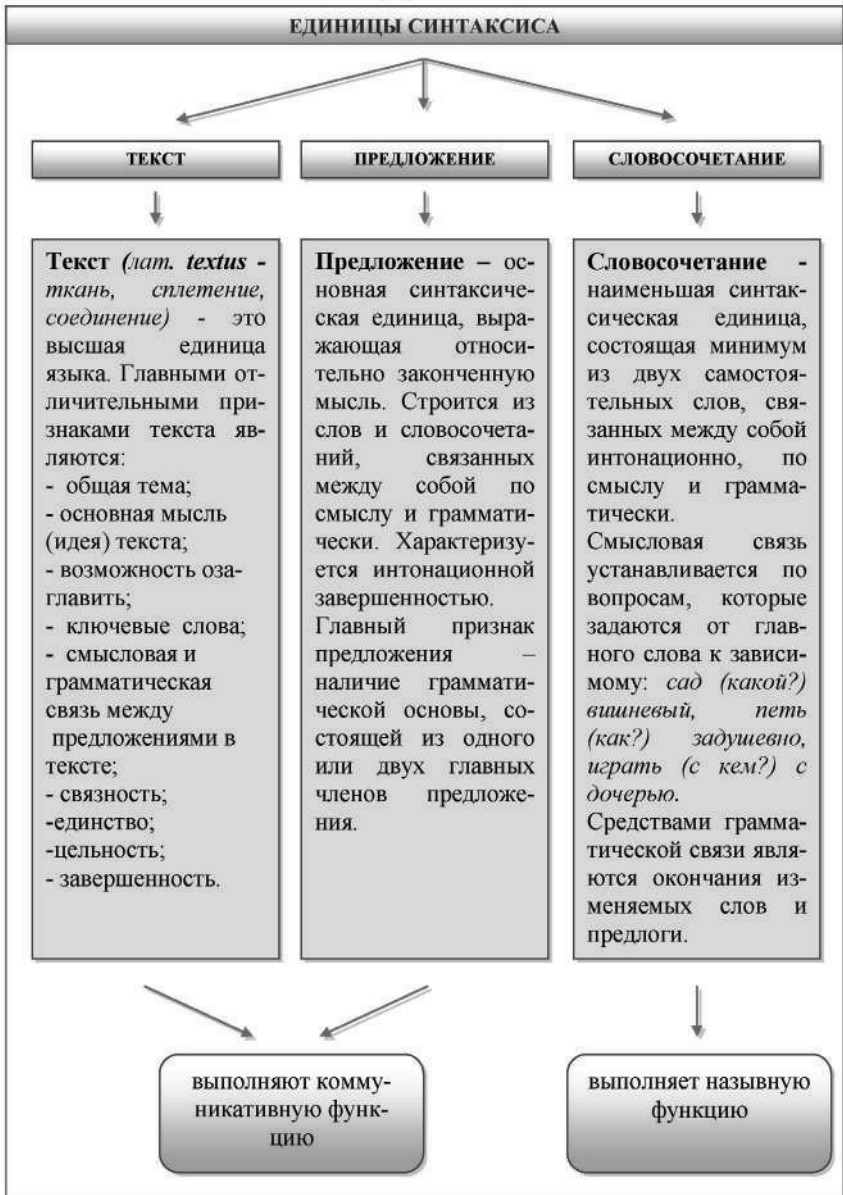 ЕДИНИЦЫ СИНТАКСИСА
ТЕКСТ
ПРЕДЛОЖЕНИЕ
СЛОВОСОЧЕТАНИЕ
Текст (лат. textus -
ткань, сплетение,
соединение) - это
высшая единица
языка. Главными от-
личительными при-
знаками текста яв-
ляются:
- общая тема;
- основная мысль
(идея) текста;
- возможность оза-
главить;
- ключевые слова;
- смысловая и
грамматическая
связь между
предложениями в
тексте;
- связность;
-единство;
-цельность;
- завершенность.
Предложение – ос-
новная синтаксиче-
ская единица, выра-
жающая относи-
тельно законченную
мысль. Строится из
слов и словосочета-
ний, связанных
между собой по
смыслу и граммати-
чески. Характеризу-
ется интонационной
завершенностью.
Главный признак
предложения –
наличие граммати-
ческой основы, со-
стоящей из одного
или двух главных
членов предложе-
ния.
Словосочетание -
наименьшая синтак-
сическая единица,
состоящая минимум
из двух самостоя-
тельных слов, свя-
занных между собой
интонационно, по
смыслу и грамма-
тически.
Смысловая связь
устанавливается по
вопросам, которые
задаются от глав-
ного слова к зависи-
мому: сад (какой?)
вишневый, петь
(как?) задушевно,
играть (с кем?) с
дочерью.
Средствами грамма-
тической связи явля-
ются окончания из-
меняемых слов и
предлоги.
выполняют комму-
никативную функ-
цию
выполняет назывную
функцию